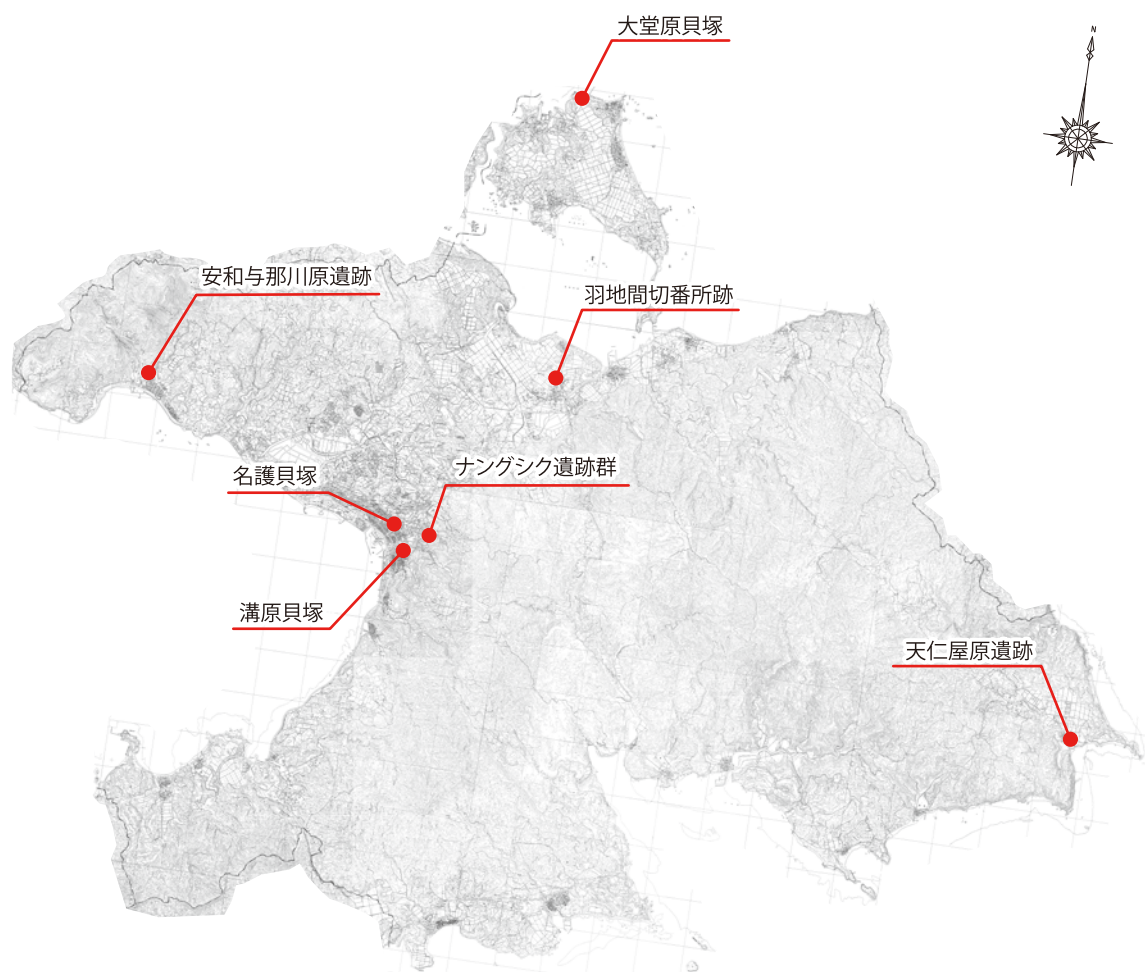 大堂原貝塚
N
安和与那川原遺跡
羽地間切番所跡
名護貝塚
ナングシク遺跡群
溝原貝塚
天仁屋原遺跡